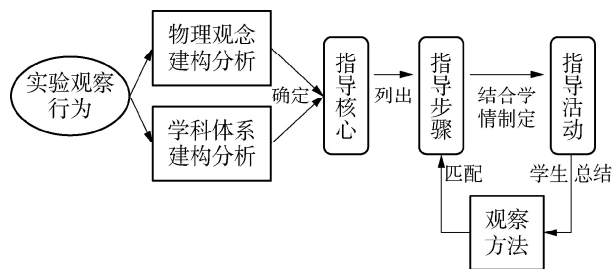 实验观察
行为
物理观念
建构分析
学科体系
建构分析
确定
指导核心
列出
指导步骤
结合学
情制定
指导活动
学生 总结
观察
方法
匹配